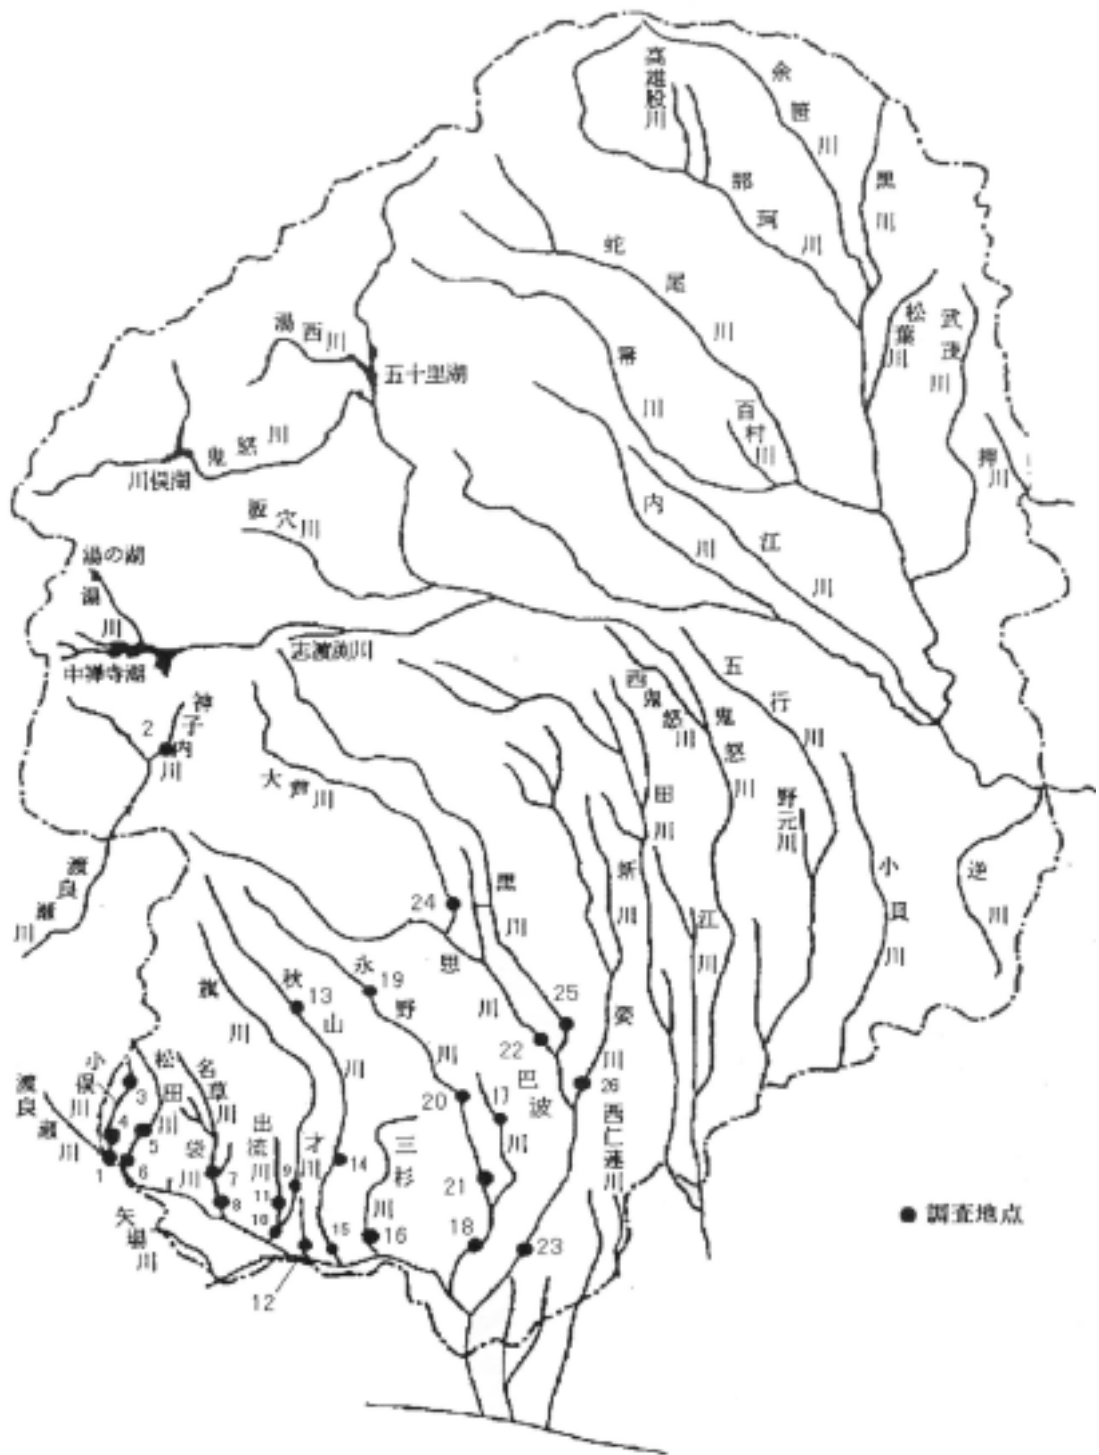 高雄股川
余笹川
黒川
那珂川
蛇尾川
箒川
松葉川
武茂川
百村川
押川
湯西川
五十里湖
鬼怒川
川俣湖
内川
江川
板穴川
湯の湖
湯川
中禅寺湖
志渡渕川
神子内川
2
大芦川
西鬼怒川
鬼怒川
五行川
野元川
小貝川
逆川
田川
新川
江川
渡良瀬川
24
黒川
思川
25
22
姿川
26
西仁連川
旗川
秋山川
13
永野川
19
20
17
巴波川
21
18
23
渡良瀬川
小俣川
3
4
1
松田川
5
6
名草川
袋川
7
8
出流川
9
才川
11
10
12
14
15
三杉川
16
矢場川
● 調査地点